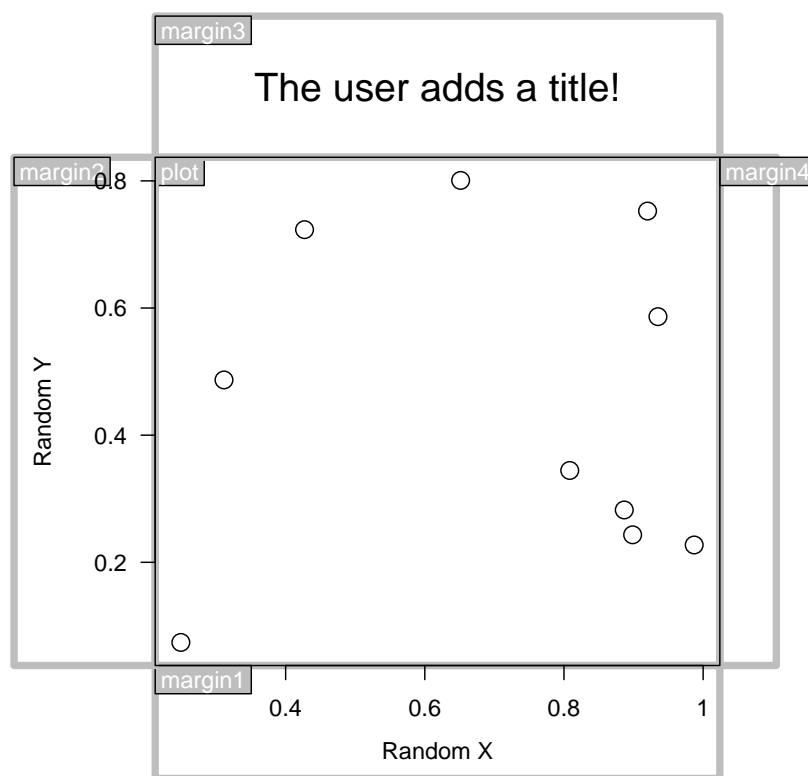 margin3
The user adds a title!
margin2
plot
margin4
0.8
0.6
Random Y
0.4
0.2
margin1
0.4 0.6 0.8 1
Random X